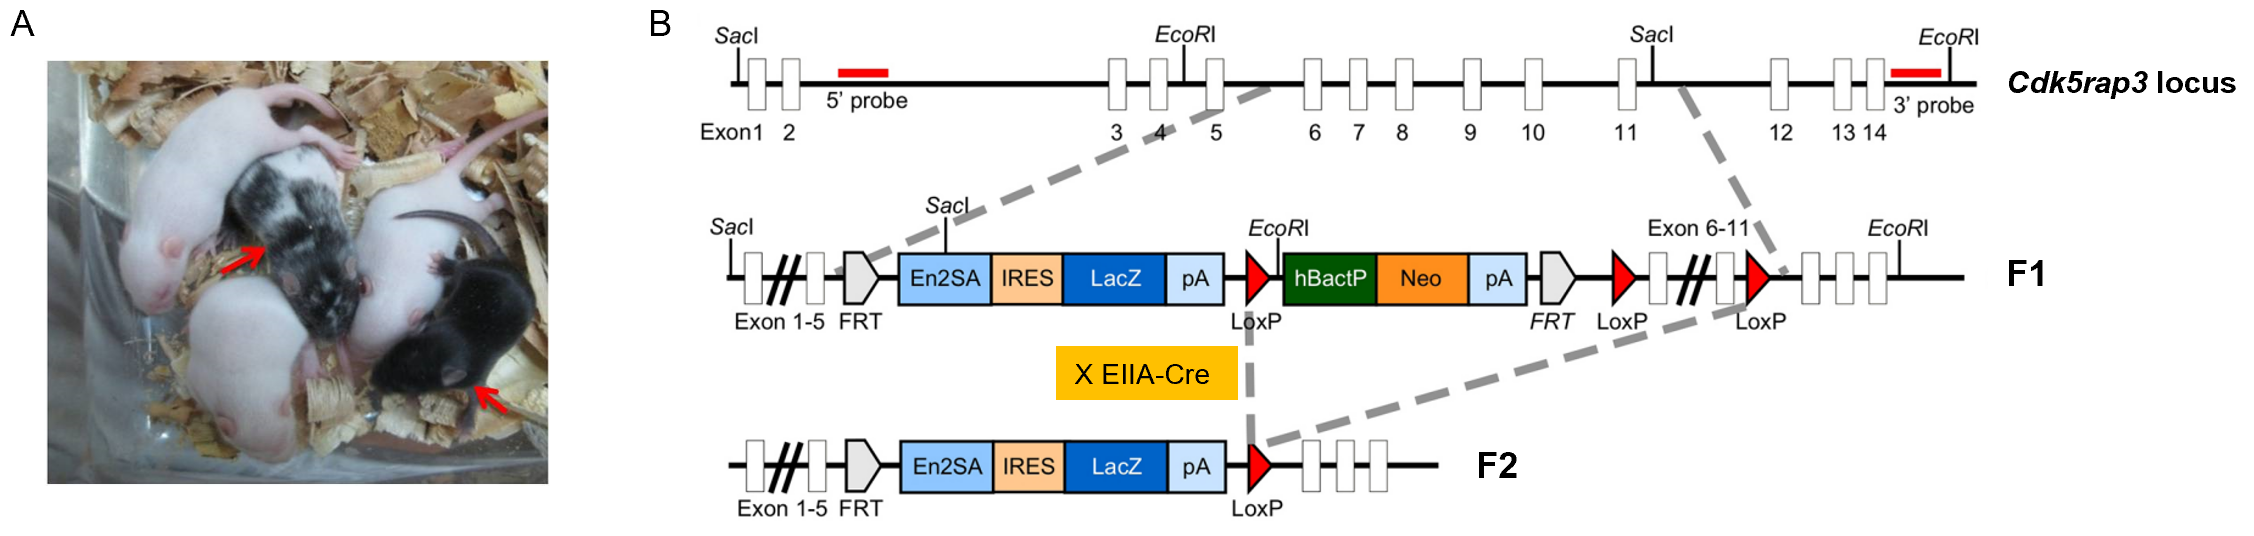 A
B
SacI
EcoRI
SacI
EcoRI
5' probe
3' probe
Cdk5rap3 locus
Exon1 2 3 4 5 6 7 8 9 10 11 12 13 14
SacI
SacI
EcoRI
Exon 6-11
EcoRI
En2SA IRES LacZ pA hBactP Neo pA
F1
Exon 1-5 FRT LoxP FRT LoxP LoxP
X EIIA-Cre
En2SA IRES LacZ pA
F2
Exon 1-5 FRT LoxP